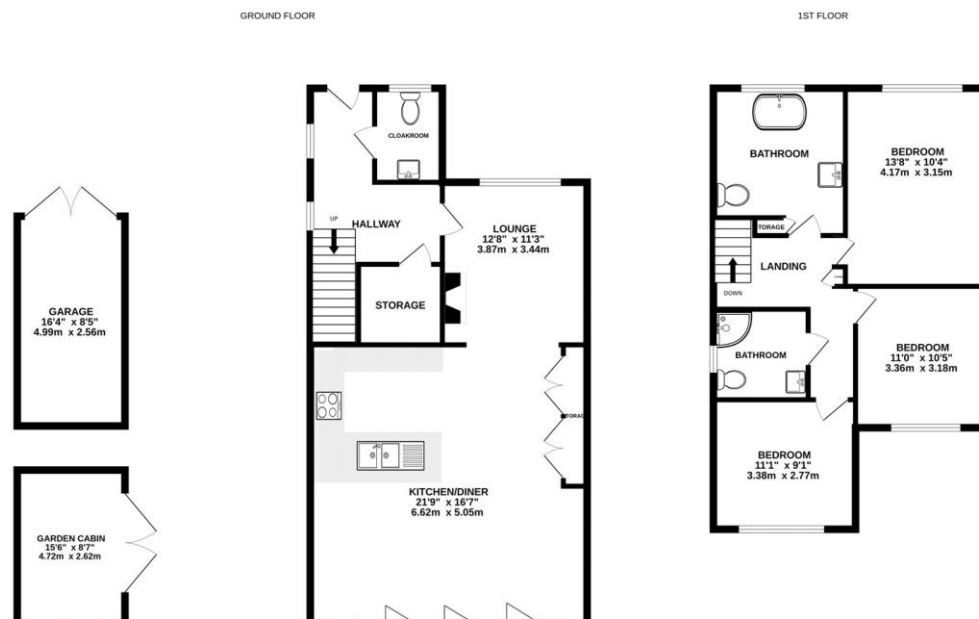 GROUND FLOOR
1ST FLOOR
CLOAKROOM
UP
HALLWAY
LOUNGE
12'8" x 11'3"
3.87m x 3.44m
STORAGE
GARAGE
16'4" x 8'5"
4.99m x 2.56m
TORAG
KITCHEN/DINER
21'9" x 16'7"
6.62m x 5.05m
GARDEN CABIN
15'6" x 8'7"
4.72m x 2.62m
BATHROOM
BEDROOM
13'8" x 10'4"
4.17m x 3.15m
TORAGE
LANDING
DOWN
BATHROOM
BEDROOM
11'0" x 10'5"
3.36m x 3.18m
BEDROOM
11'1" x 9'1"
3.38m x 2.77m